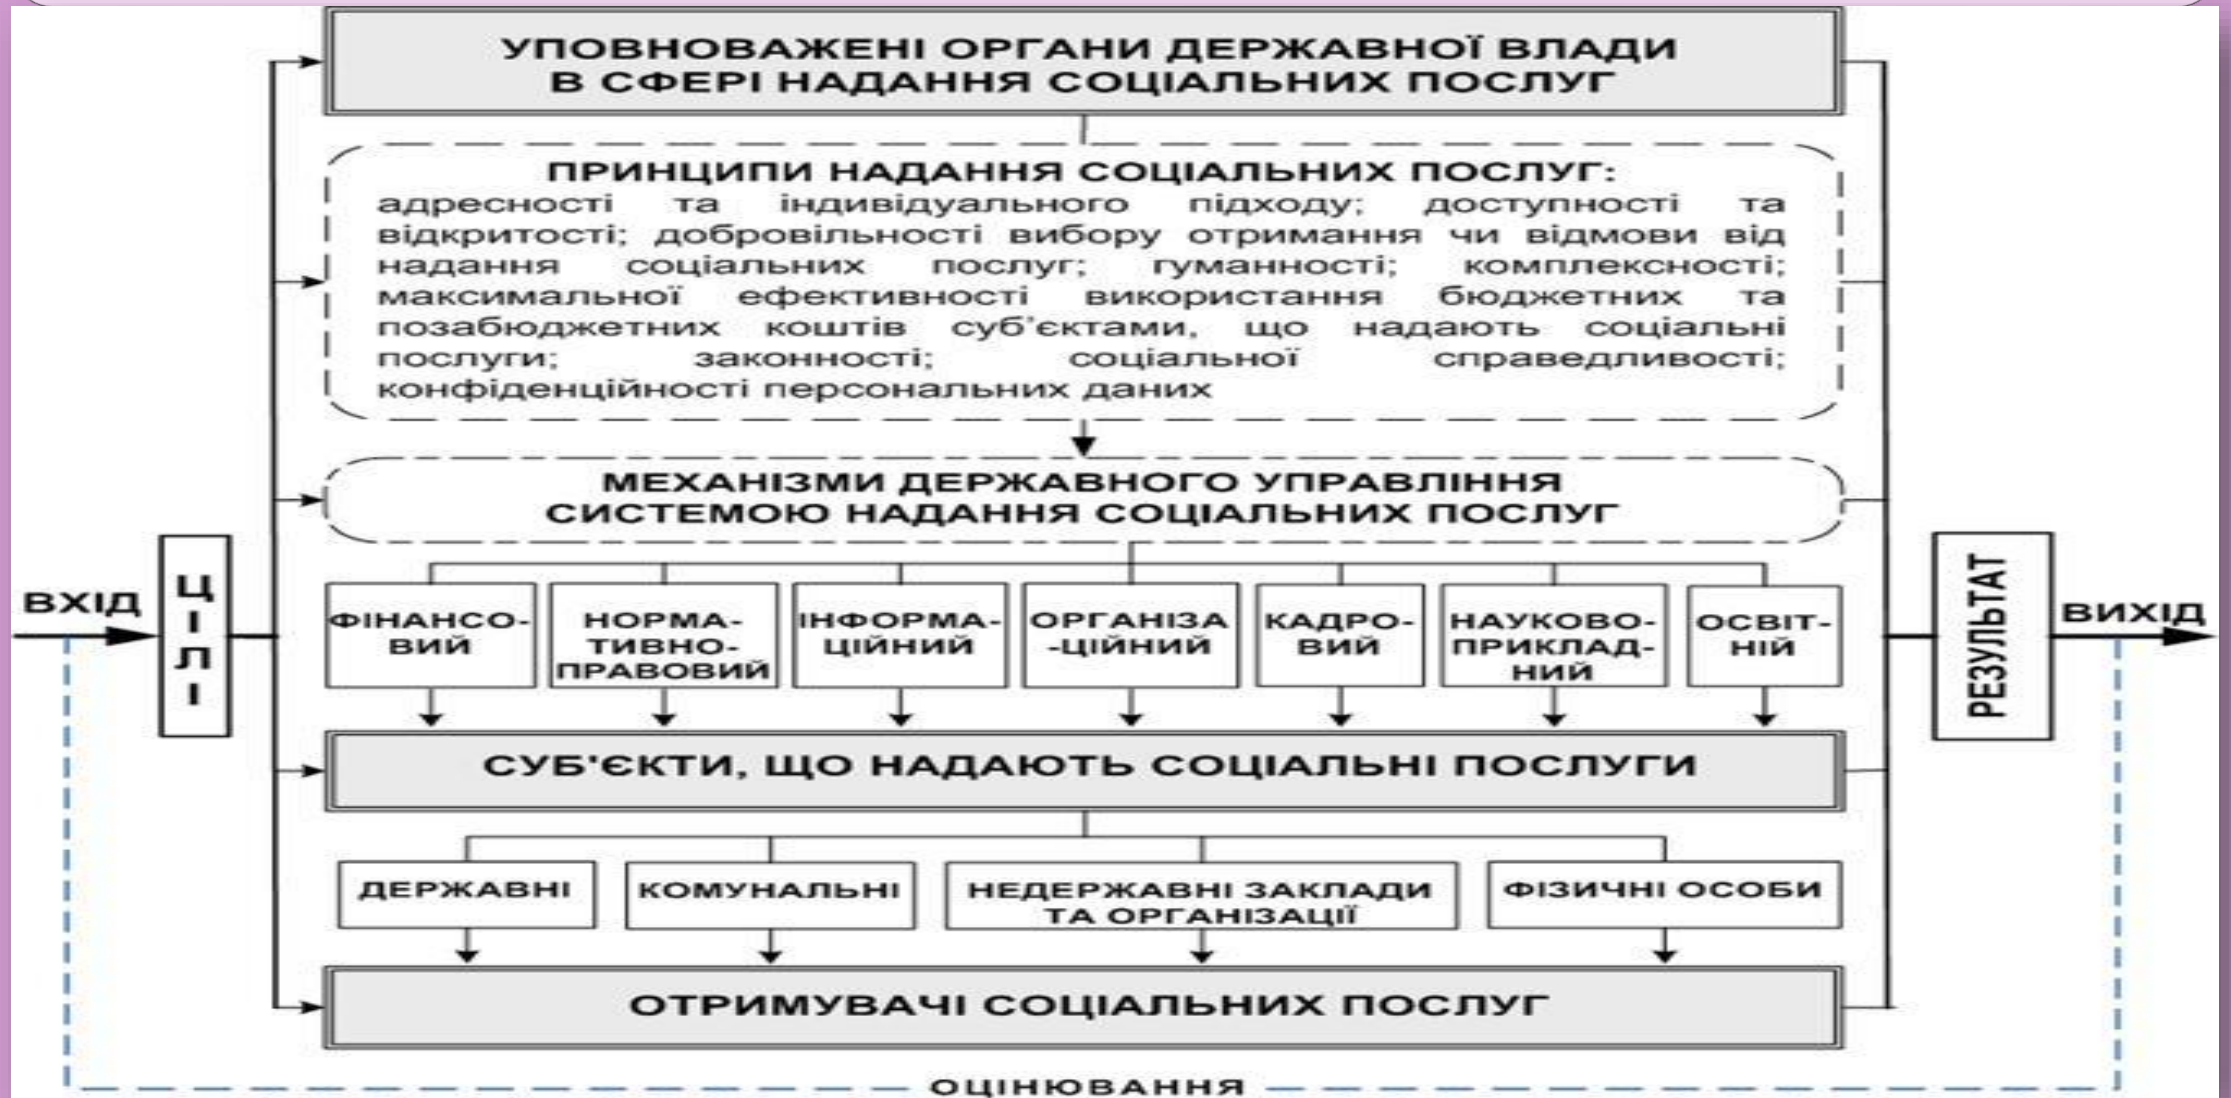 УПОВНОВАЖЕНІ ОРГАНИ ДЕРЖАВНОЇ ВЛАДИ
В СФЕРІ НАДАННЯ СОЦІАЛЬНИХ ПОСЛУГ
ПРИНЦИПИ НАДАННЯ СОЦІАЛЬНИХ ПОСЛУГ:
адресності та індивідуального підходу; доступності та
відкритості; добровільності вибору отримання чи відмови від
надання соціальних послуг; гуманності; комплексності;
максимальної ефективності використання бюджетних та
позабюджетних коштів суб'єктами, що надають соціальні
послуги; законності; соціальної справедливості;
конфіденційності персональних даних
МЕХАНІЗМИ ДЕРЖАВНОГО УПРАВЛІННЯ
СИСТЕМОЮ НАДАННЯ СОЦІАЛЬНИХ ПОСЛУГ
ВХІД
ЦІЛІ
ФІНАНСО-
ВИЙ
НОРМА-
ТИВНО-
ПРАВОВИЙ
ІНФОРМА-
ЦІЙНИЙ
ОРГАНІЗА
-ЦІЙНИЙ
КАДРО-
ВИЙ
НАУКОВО-
ПРИКЛАД-
НИЙ
ОСВІТ-
НІЙ
РЕЗУЛЬТАТ
ВИХІД
СУБ'ЄКТИ, ЩО НАДАЮТЬ СОЦІАЛЬНІ ПОСЛУГИ
ДЕРЖАВНІ
КОМУНАЛЬНІ
НЕДЕРЖАВНІ ЗАКЛАДИ
ТА ОРГАНІЗАЦІЇ
ФІЗИЧНІ ОСОБИ
ОТРИМУВАЧІ СОЦІАЛЬНИХ ПОСЛУГ
ОЦІНЮВАННЯ